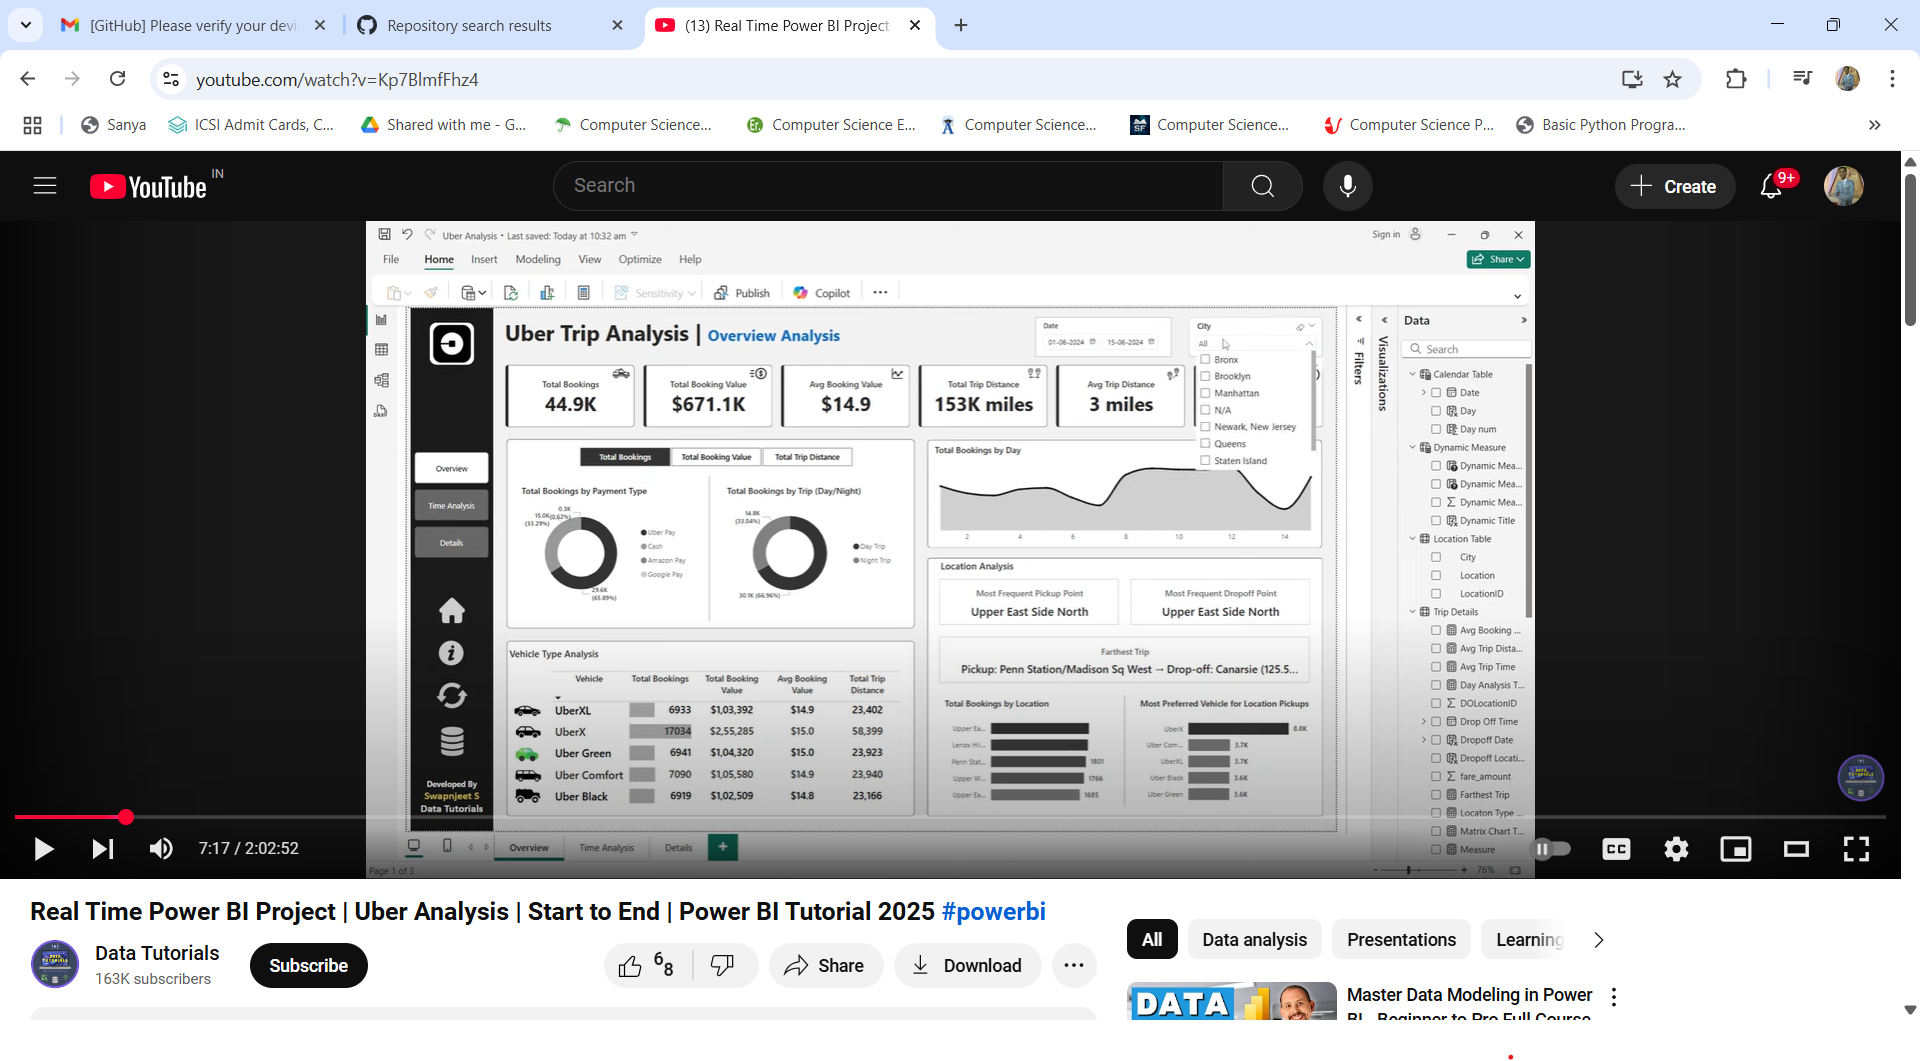 [GitHub] Please verify your devi
Repository search results
(13) Real Time Power BI Project
youtube.com/watch?v=Kp7BlmfFhz4
Sanya
ICSI Admit Cards, C...
Shared with me - G...
Computer Science...
Computer Science E...
Computer Science...
Computer Science...
Computer Science P...
Basic Python Progra...
YouTube IN
Search
Create
9+
Uber Analysis • Last saved: Today at 10:32 am
Sign in
File Home Insert Modeling View Optimize Help
Share
Sensitivity
Publish
Copilot
Uber Trip Analysis | Overview Analysis
Date
01-06-2024 15-06-2024
City
All
Bronx
Brooklyn
Manhattan
N/A
Newark, New Jersey
Queens
Staten Island
Total Bookings
44.9K
Total Booking Value
$671.1K
Avg Booking Value
$14.9
Total Trip Distance
153K miles
Avg Trip Distance
3 miles
Overview
Time Analysis
Details
Developed By
Swapnjeet S
Data Tutorials
Total Bookings
Total Booking Value
Total Trip Distance
Total Bookings by Payment Type
0.3K
(0.62%)
15.0K
(33.29%)
29.6K
(65.89%)
Uber Pay
Cash
Amazon Pay
Google Pay
Total Bookings by Trip (Day/Night)
14.8K
(33.04%)
30.1K (66.96%)
Day Trip
Night Trip
Total Bookings by Day
2 4 6 8 10 12 14
Location Analysis
Most Frequent Pickup Point
Upper East Side North
Most Frequent Dropoff Point
Upper East Side North
Farthest Trip
Pickup: Penn Station/Madison Sq West → Drop-off: Canarsie (125.5...
Vehicle Type Analysis
Vehicle Total Bookings Total Booking Value Avg Booking Value Total Trip Distance
UberXL 6933 $1,03,392 $14.9 23,402
UberX 17034 $2,55,285 $15.0 58,399
Uber Green 6941 $1,04,320 $15.0 23,923
Uber Comfort 7090 $1,05,580 $14.9 23,940
Uber Black 6919 $1,02,509 $14.8 23,166
Total Bookings by Location
Upper Ea...
Lenox Hil...
Penn Stat... 1801
Upper W... 1766
Upper Ea... 1685
Most Preferred Vehicle for Location Pickups
UberX 8.8K
Uber Com... 3.7K
UberXL 3.7K
Uber Black 3.6K
Uber Green 3.6K
Filters
Visualizations
Data
Search
Calendar Table
Date
Day
Day num
Dynamic Measure
Dynamic Mea...
Dynamic Mea...
Dynamic Mea...
Dynamic Title
Location Table
City
Location
LocationID
Trip Details
Avg Booking ...
Avg Trip Dista...
Avg Trip Time
Day Analysis T...
DOLocationID
Drop Off Time
Dropoff Date
Dropoff Locati...
fare_amount
Farthest Trip
Locaton Type ...
Matrix Chart T...
Measure
Overview Time Analysis Details +
Page 1 of 3
76%
7:17 / 2:02:52
CC
Real Time Power BI Project | Uber Analysis | Start to End | Power BI Tutorial 2025 #powerbi
Data Tutorials
163K subscribers
Subscribe
68
Share
Download
All
Data analysis
Presentations
Learning
DATA
Master Data Modeling in Power
BI - Beginner to Pro Full Course